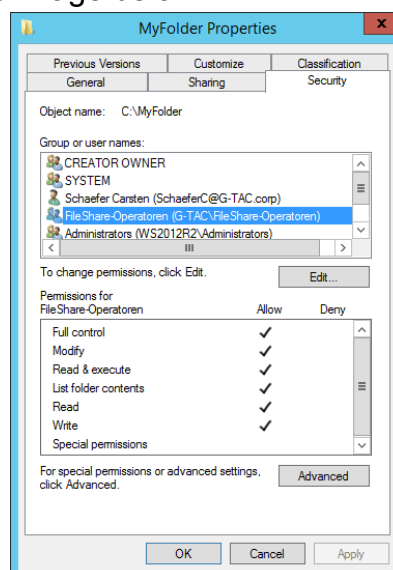 MyFolder Properties
x
Previous Versions
Customize
Classification
General
Sharing
Security
Object name: C:\MyFolder
Group or user names:
CREATOR OWNER
SYSTEM
Schaefer Carsten (SchaeferC@G-TAC.corp)
FileShare-Operatoren (G-TAC\FileShare-Operatoren)
Administrators (WS2012R2\Administrators)
To change permissions, click Edit.
Edit...
Permissions for
FileShare-Operatoren
Allow
Deny
Full control
Modify
Read & execute
List folder contents
Read
Write
Special permissions
For special permissions or advanced settings,
click Advanced.
Advanced
OK
Cancel
Apply